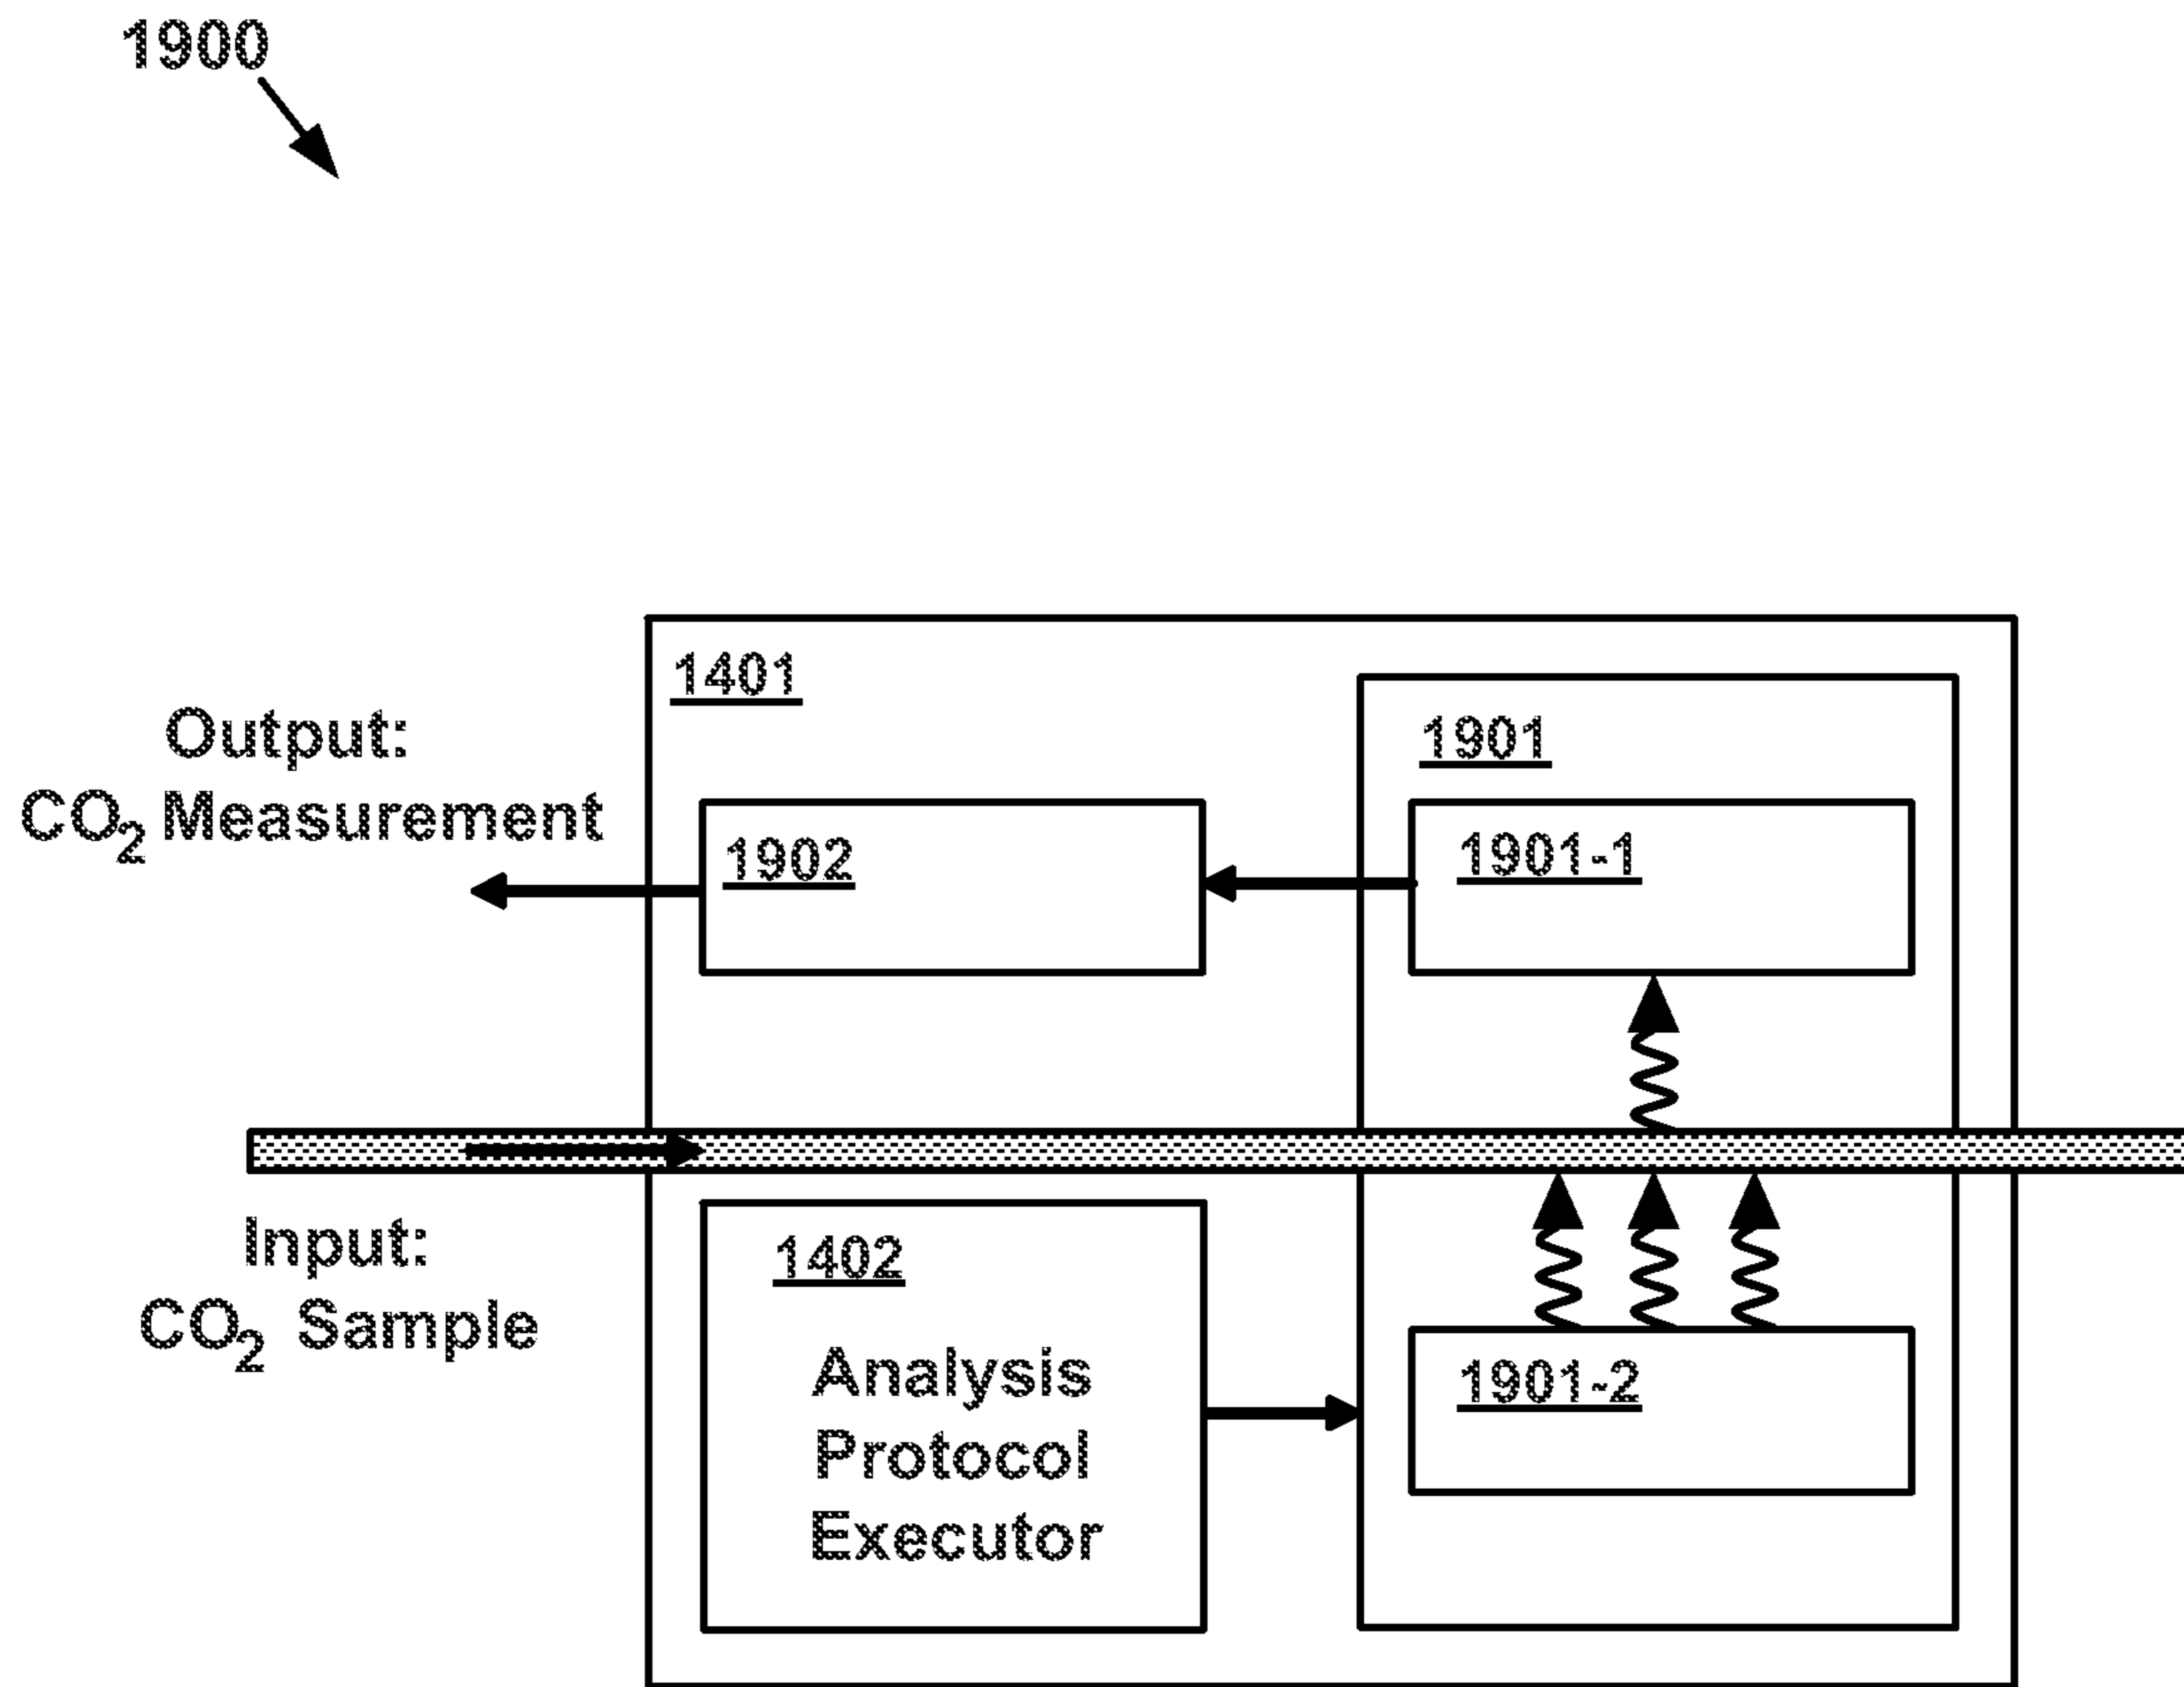 1900
1401
1901
Output:
CO₂ Measurement
1902
1901-1
Input:
CO₂ Sample
1402
Analysis
Protocol
Executor
1901-2